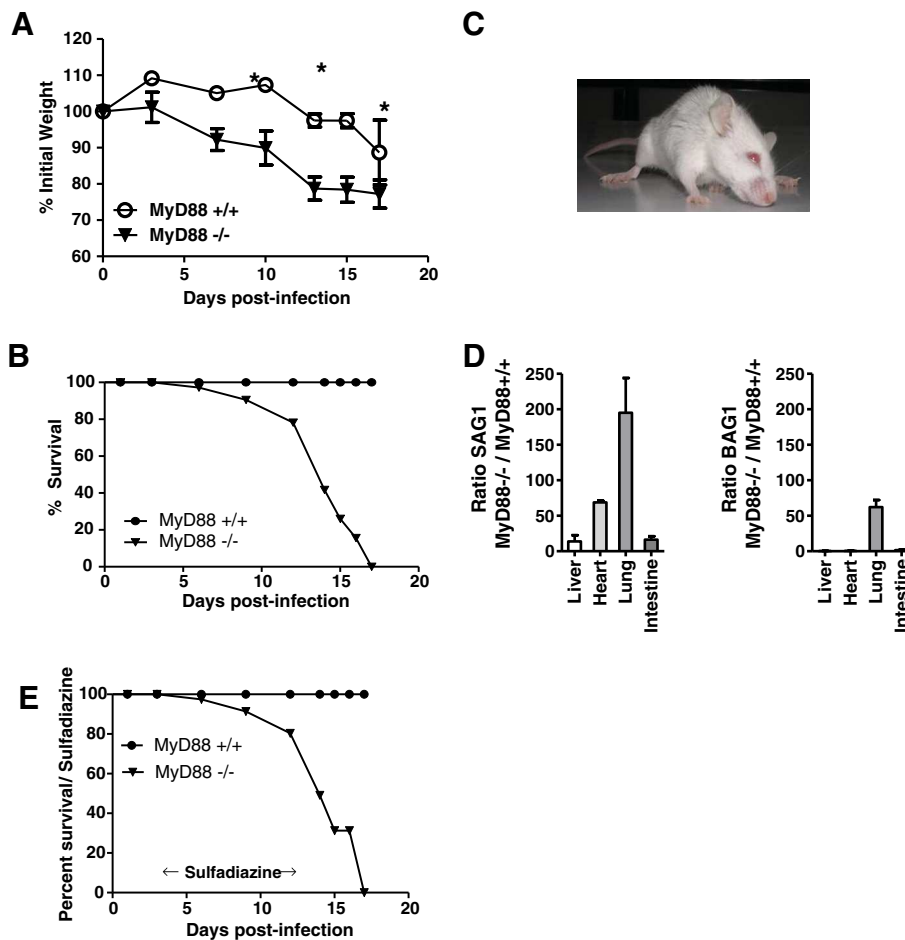 A
% Initial Weight
120
110
100
90
80
70
60
*
*
*
MyD88 +/+
MyD88 -/-
0 5 10 15 20
Days post-infection
C
B
% Survival
100
80
60
40
20
0
MyD88 +/+
MyD88 -/-
0 5 10 15 20
Days post-infection
D
Ratio SAG1
MyD88-/- / MyD88+/+
250
200
150
100
50
0
Liver
Heart
Lung
Intestine
Ratio BAG1
MyD88-/- / MyD88+/+
250
200
150
100
50
0
Liver
Heart
Lung
Intestine
E
Percent survival/ Sulfadiazine
100
80
60
40
20
0
MyD88 +/+
MyD88 -/-
← Sulfadiazine →
0 5 10 15 20
Days post-infection